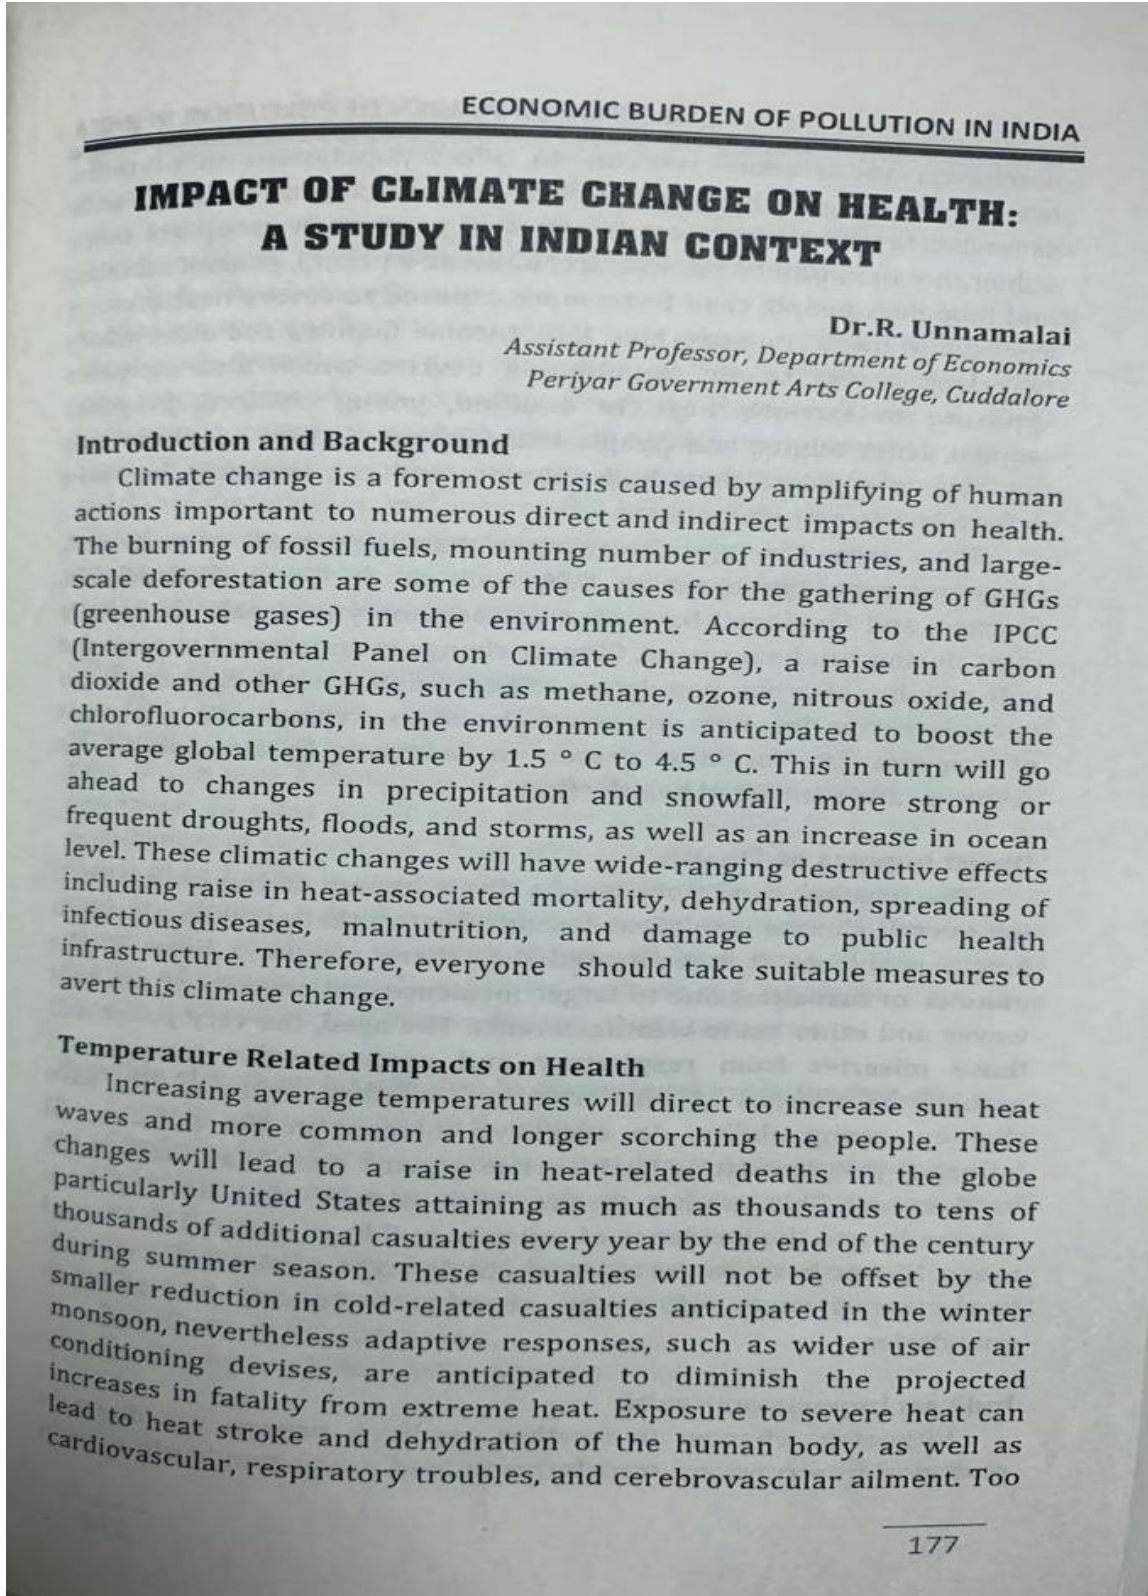 ECONOMIC BURDEN OF POLLUTION IN INDIA
IMPACT OF CLIMATE CHANGE ON HEALTH:
A STUDY IN INDIAN CONTEXT
Dr.R. Unnamalai
Assistant Professor, Department of Economics
Periyar Government Arts College, Cuddalore
Introduction and Background
Climate change is a foremost crisis caused by amplifying of human
actions important to numerous direct and indirect impacts on health.
The burning of fossil fuels, mounting number of industries, and large-
scale deforestation are some of the causes for the gathering of GHGs
(greenhouse gases) in the environment. According to the IPCC
(Intergovernmental Panel on Climate Change), a raise in carbon
dioxide and other GHGs, such as methane, ozone, nitrous oxide, and
chlorofluorocarbons, in the environment is anticipated to boost the
average global temperature by 1.5 ° C to 4.5 ° C. This in turn will go
ahead to changes in precipitation and snowfall, more strong or
frequent droughts, floods, and storms, as well as an increase in ocean
level. These climatic changes will have wide-ranging destructive effects
including raise in heat-associated mortality, dehydration, spreading of
infectious diseases, malnutrition, and damage to public health
infrastructure. Therefore, everyone should take suitable measures to
avert this climate change.
Temperature Related Impacts on Health
Increasing average temperatures will direct to increase sun heat
waves and more common and longer scorching the people. These
changes will lead to a raise in heat-related deaths in the globe
particularly United States attaining as much as thousands to tens of
thousands of additional casualties every year by the end of the century
during summer season. These casualties will not be offset by the
smaller reduction in cold-related casualties anticipated in the winter
monsoon, nevertheless adaptive responses, such as wider use of air
conditioning devises, are anticipated to diminish the projected
increases in fatality from extreme heat. Exposure to severe heat can
lead to heat stroke and dehydration of the human body, as well as
cardiovascular, respiratory troubles, and cerebrovascular ailment. Too
177